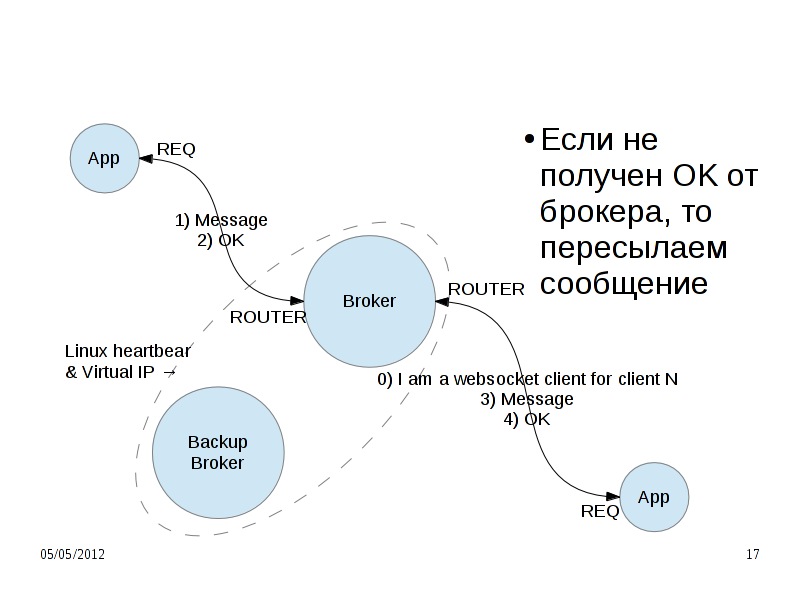 App
REQ
1) Message
2) OK
• Если не
получен OK от
брокера, то
пересылаем
сообщение
Broker
ROUTER
ROUTER
Linux heartbear
& Virtual IP →
0) I am a websocket client for client N
3) Message
4) OK
Backup
Broker
App
REQ
05/05/2012
17